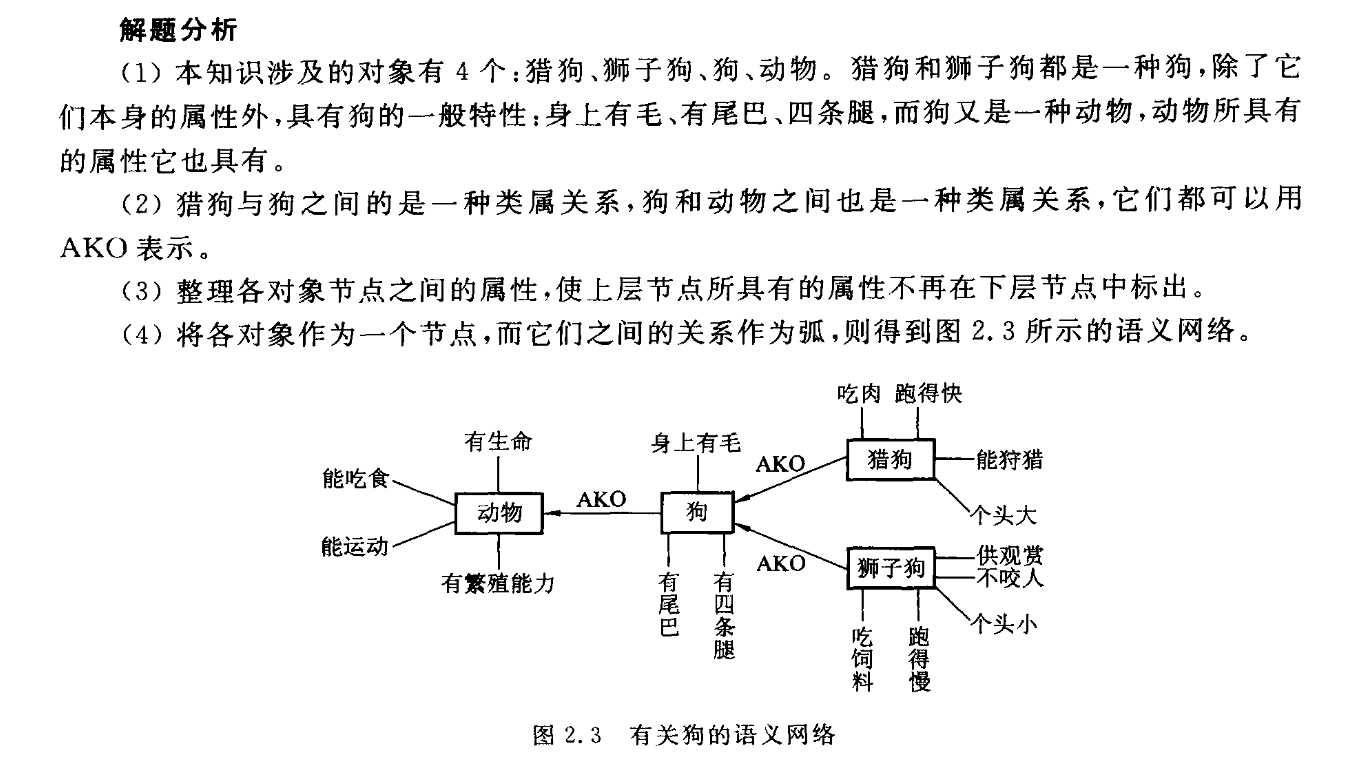 解题分析
(1) 本知识涉及的对象有 4 个:猎狗、狮子狗、狗、动物。猎狗和狮子狗都是一种狗,除了它
们本身的属性外,具有狗的一般特性:身上有毛、有尾巴、四条腿,而狗又是一种动物,动物所具有
的属性它也具有。
(2) 猎狗与狗之间的是一种类属关系,狗和动物之间也是一种类属关系,它们都可以用
AKO 表示。
(3) 整理各对象节点之间的属性,使上层节点所具有的属性不再在下层节点中标出。
(4) 将各对象作为一个节点,而它们之间的关系作为弧,则得到图 2.3 所示的语义网络。
吃肉 跑得快
有生命
身上有毛
AKO
猎狗
能狩猎
能吃食
动物
AKO
狗
个头大
能运动
AKO
狮子狗
供观赏
不咬人
有繁殖能力
有尾巴
有四条腿
个头小
吃饲料
跑得慢
图 2.3 有关狗的语义网络